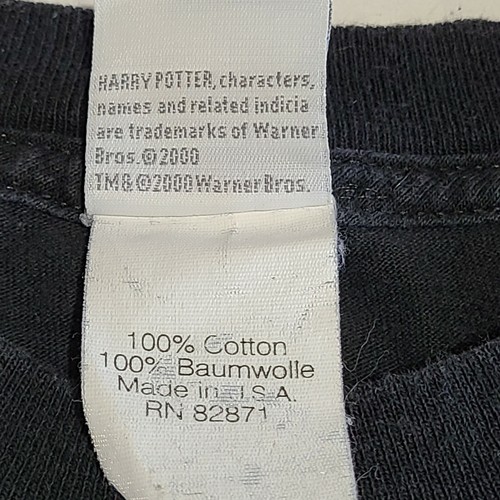 HARRY POTTER, characters,
names and related indicia
are trademarks of Warner
Bros. © 2000
TM & © 2000 Warner Bros.
100% Cotton
100% Baumwolle
Made in U.S.A.
RN 82871